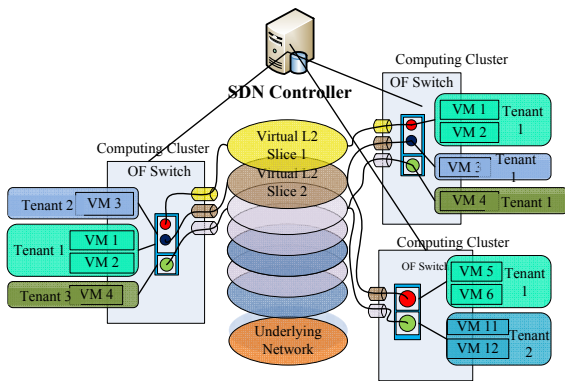 SDN Controller
Computing Cluster
OF Switch
VM 1
VM 2
Tenant
1
VM 3
Tenant
1
VM 4
Tenant 1
Computing Cluster
OF Switch
Tenant 2
VM 3
Tenant
1
VM 1
VM 2
Tenant 3
VM 4
Virtual L2
Slice 1
Virtual L2
Slice 2
Underlying
Network
Computing Cluster
OF Switch
VM 5
VM 6
Tenant
1
VM 11
VM 12
Tenant
2